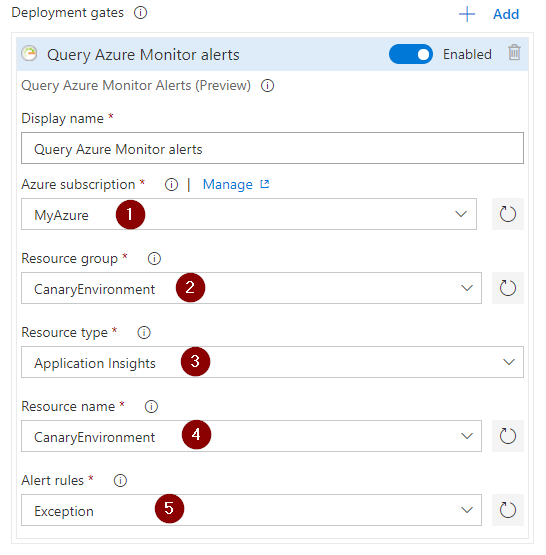 Deployment gates Add
Query Azure Monitor alerts Enabled
Query Azure Monitor Alerts (Preview)
Display name *
Query Azure Monitor alerts
Azure subscription * | Manage
MyAzure 1
Resource group *
CanaryEnvironment 2
Resource type *
Application Insights 3
Resource name *
CanaryEnvironment 4
Alert rules *
Exception 5